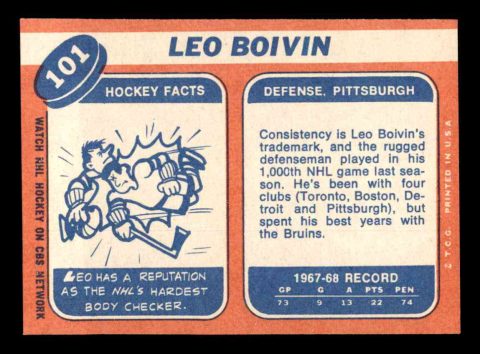 101
LEO BOIVIN
HOCKEY FACTS
LEO HAS A REPUTATION
AS THE NHL'S HARDEST
BODY CHECKER.
DEFENSE, PITTSBURGH
Consistency is Leo Boivin's
trademark, and the rugged
defenseman played in his
1,000th NHL game last sea-
son. He's been with four
clubs (Toronto, Boston, De-
troit and Pittsburgh), but
spent his best years with
the Bruins.
1967-68 RECORD
GP G A PTS PEN
73 9 13 22 74
WATCH NHL HOCKEY ON CBS NETWORK
© T.C.G. PRINTED IN U.S.A.